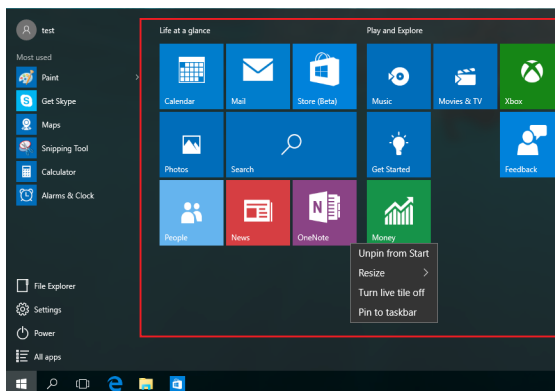 test
Most used
Paint
Get Skype
Maps
Snipping Tool
Calculator
Alarms & Clock
File Explorer
Settings
Power
All apps
Life at a glance
Calendar
Mail
Store (Beta)
Photos
Search
People
News
OneNote
Play and Explore
Music
Movies & TV
Xbox
Get Started
Feedback
Money
Unpin from Start
Resize
Turn live tile off
Pin to taskbar